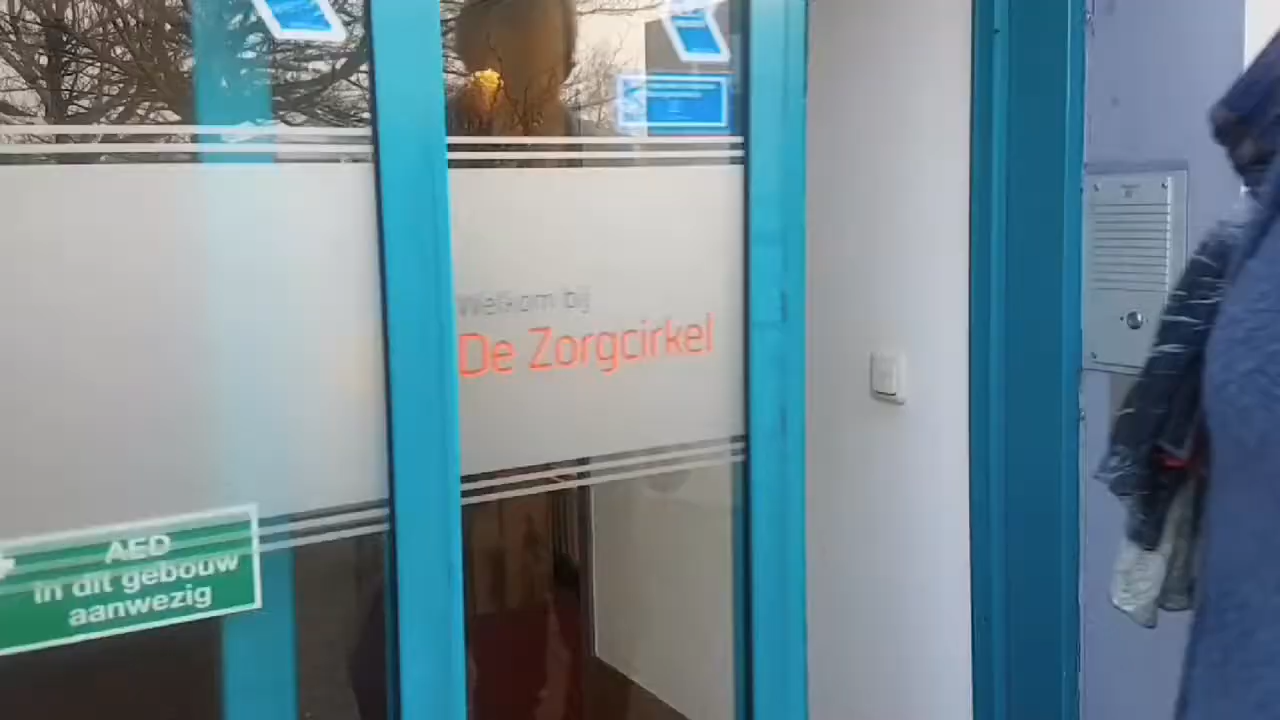 Welkom bij
De Zorgcirkel
AED
in dit gebouw
aanwezig